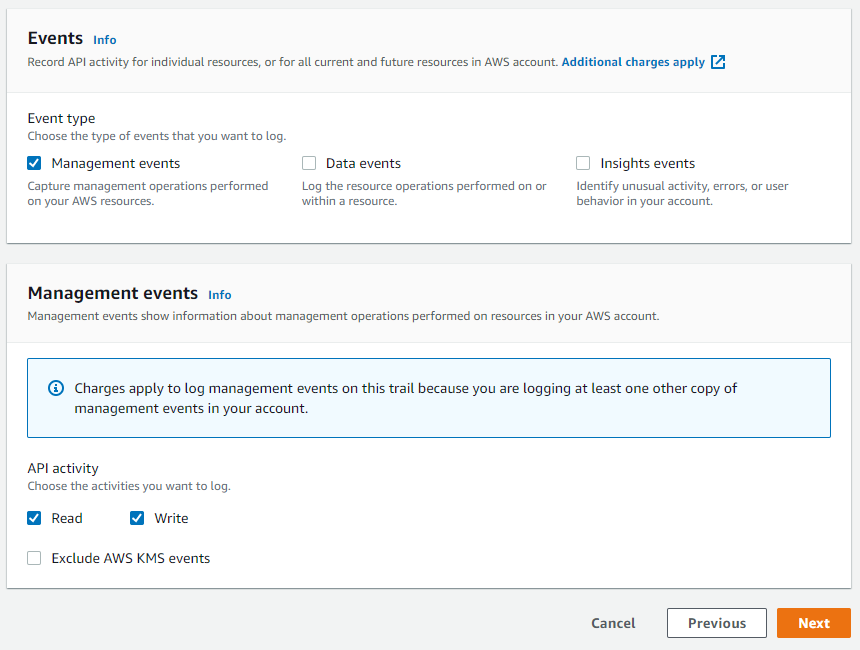 Events Info
Record API activity for individual resources, or for all current and future resources in AWS account. Additional charges apply
Event type
Choose the type of events that you want to log.
Management events
Capture management operations performed
on your AWS resources.
Data events
Log the resource operations performed on or
within a resource.
Insights events
Identify unusual activity, errors, or user
behavior in your account.
Management events Info
Management events show information about management operations performed on resources in your AWS account.
Charges apply to log management events on this trail because you are logging at least one other copy of
management events in your account.
API activity
Choose the activities you want to log.
Read Write
Exclude AWS KMS events
Cancel Previous Next